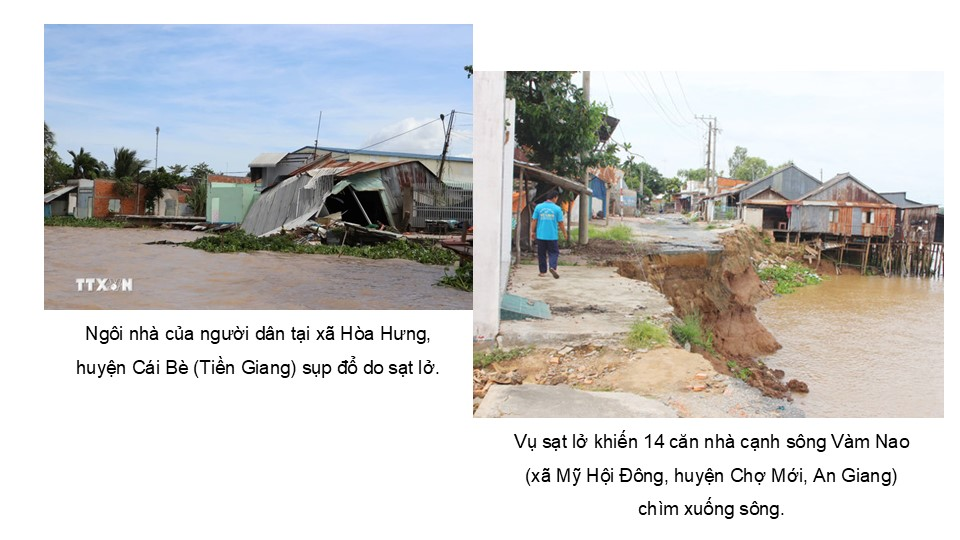 TTXVN
Ngôi nhà của người dân tại xã Hòa Hưng,
huyện Cái Bè (Tiền Giang) sụp đổ do sạt lở.
Vụ sạt lở khiến 14 căn nhà cạnh sông Vàm Nao
(xã Mỹ Hội Đông, huyện Chợ Mới, An Giang)
chìm xuống sông.